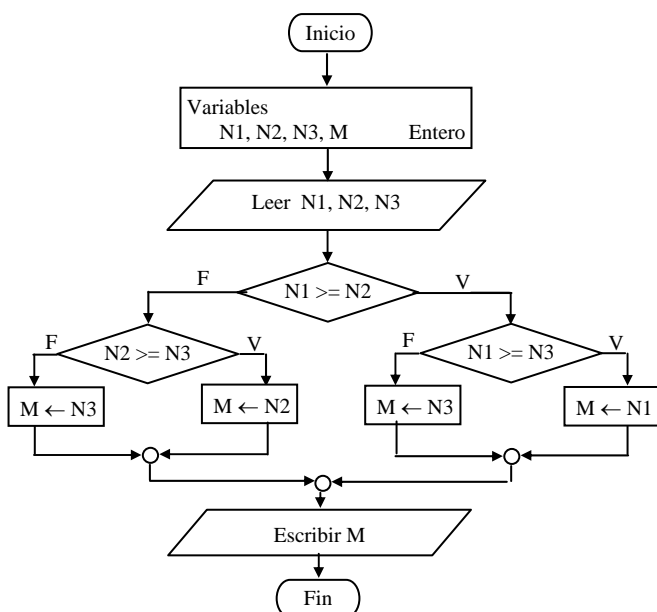 Inicio
Variables
N1, N2, N3, M Entero
Leer N1, N2, N3
F
N1 >= N2
V
F
N2 >= N3
V
F
N1 >= N3
V
M ← N3
M ← N2
M ← N3
M ← N1
Escribir M
Fin